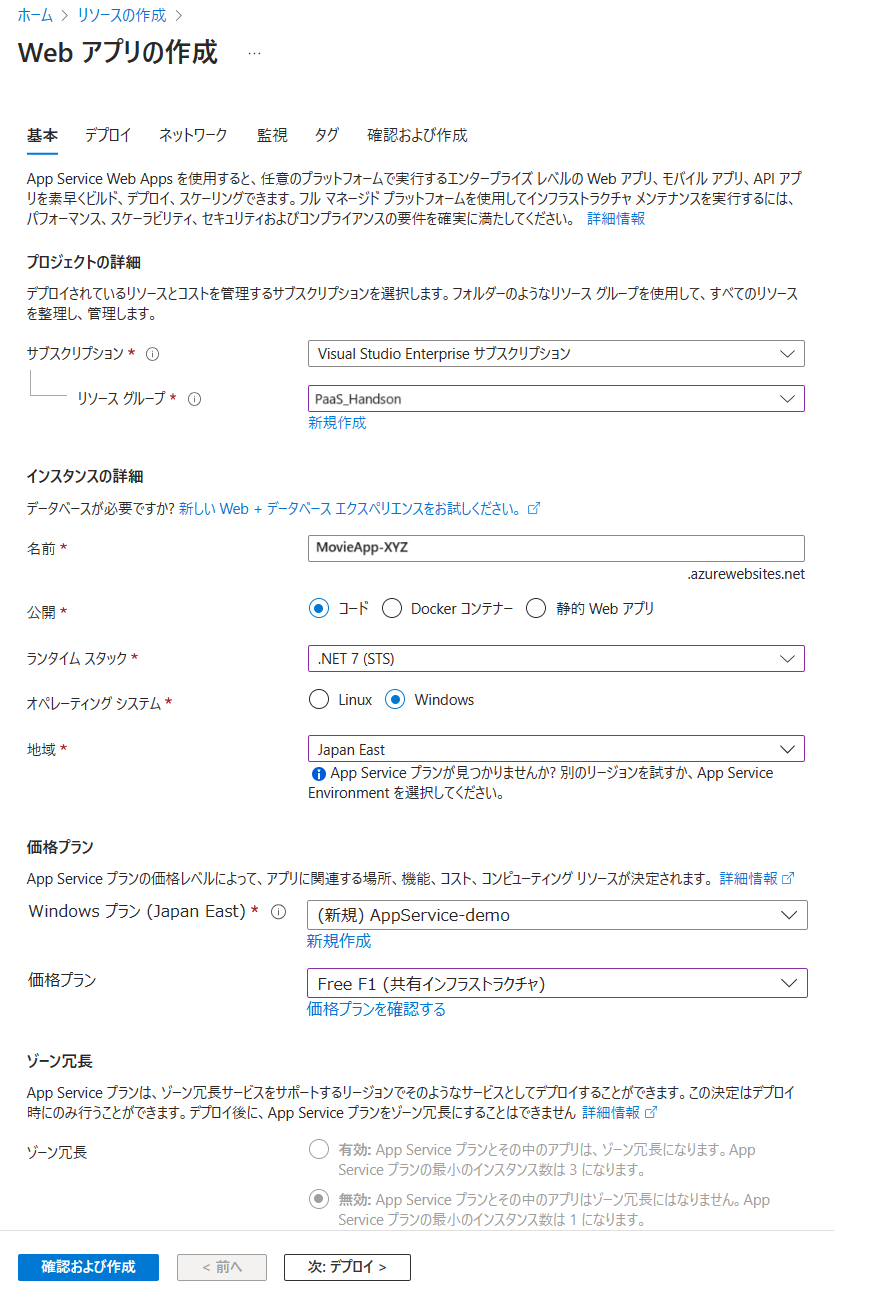 ホーム > リソースの作成 >
Web アプリの作成 …
基本 デプロイ ネットワーク 監視 タグ 確認および作成
App Service Web Apps を使用すると、任意のプラットフォームで実行するエンタープライズ レベルの Web アプリ、モバイル アプリ、API アプ
リを素早くビルド、デプロイ、スケーリングできます。フル マネージド プラットフォームを使用してインフラストラクチャ メンテナンスを実行するには、
パフォーマンス、スケーラビリティ、セキュリティおよびコンプライアンスの要件を確実に満たしてください。 詳細情報
プロジェクトの詳細
デプロイされているリソースとコストを管理するサブスクリプションを選択します。フォルダーのようなリソース グループを使用して、すべてのリソース
を整理し、管理します。
サブスクリプション * Visual Studio Enterprise サブスクリプション
リソース グループ * PaaS_Handson
新規作成
インスタンスの詳細
データベースが必要ですか? 新しい Web + データベース エクスペリエンスをお試しください。
名前 * MovieApp-XYZ
.azurewebsites.net
公開 * コード Docker コンテナー 静的 Web アプリ
ランタイム スタック * .NET 7 (STS)
オペレーティング システム * Linux Windows
地域 * Japan East
App Service プランが見つかりませんか? 別のリージョンを試すか、App Service
Environment を選択してください。
価格プラン
App Service プランの価格レベルによって、アプリに関連する場所、機能、コスト、コンピューティング リソースが決定されます。 詳細情報
Windows プラン (Japan East) * (新規) AppService-demo
新規作成
価格プラン Free F1 (共有インフラストラクチャ)
価格プランを確認する
ゾーン冗長
App Service プランは、ゾーン冗長サービスをサポートするリージョンでそのようなサービスとしてデプロイすることができます。この決定はデプロイ
時にのみ行うことができます。デプロイ後に、App Service プランをゾーン冗長にすることはできません 詳細情報
ゾーン冗長 有効: App Service プランとその中のアプリは、ゾーン冗長になります。App
Service プランの最小のインスタンス数は 3 になります。
無効: App Service プランとその中のアプリはゾーン冗長にはなりません。App
Service プランの最小のインスタンス数は 1 になります。
確認および作成 < 前へ 次: デプロイ >